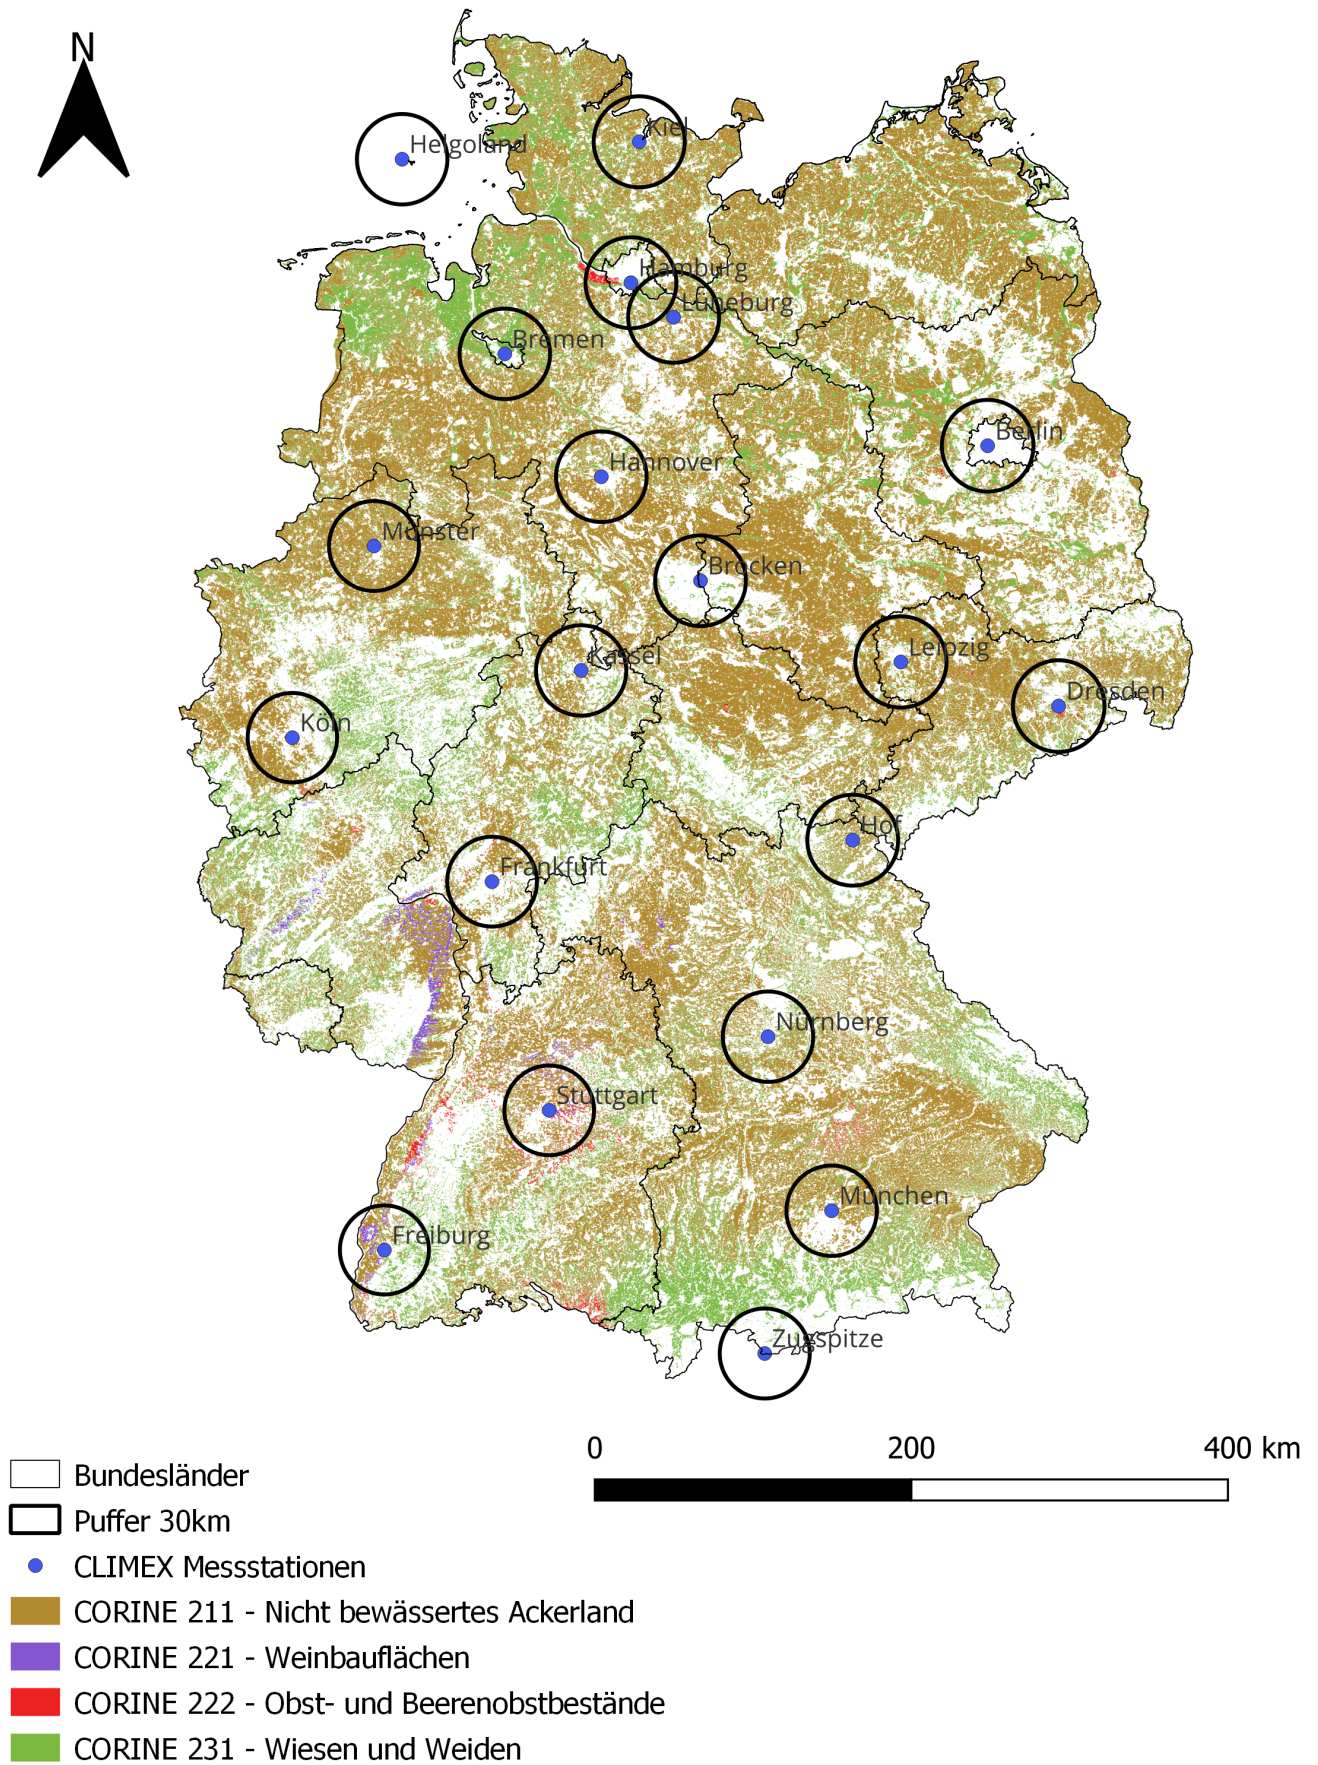 N
Helgoland
Kiel
Hamburg
Lüneburg
Bremen
Berlin
Hannover
Münster
Brocken
Kassel
Leipzig
Dresden
Köln
Hof
Frankfurt
Nürnberg
Stuttgart
München
Freiburg
Zugspitze
0 200 400 km
Bundesländer
Puffer 30km
CLIMEX Messstationen
CORINE 211 - Nicht bewässertes Ackerland
CORINE 221 - Weinbauflächen
CORINE 222 - Obst- und Beerenobstbestände
CORINE 231 - Wiesen und Weiden